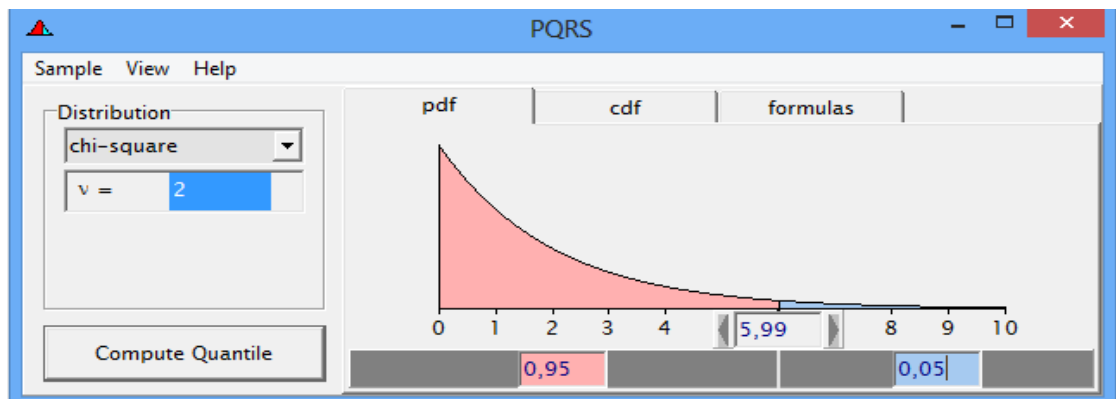 PQRS
Sample View Help
Distribution
chi-square
ν = 2
Compute Quantile
pdf cdf formulas
0 1 2 3 4 5,99 8 9 10
0,95 0,05